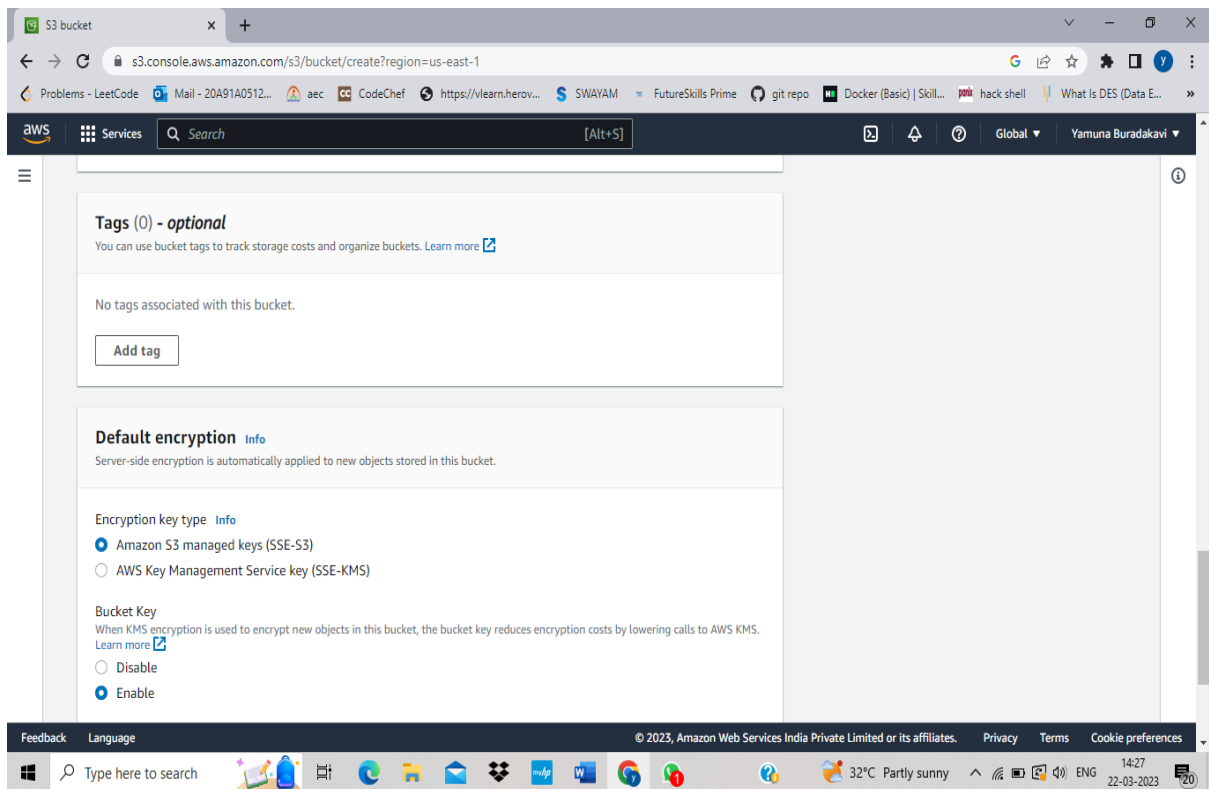 S3 bucket
s3.console.aws.amazon.com/s3/bucket/create?region=us-east-1
G
y
Problems - LeetCode Mail - 20A91A0512... aec CC CodeChef https://vlearn.herov... SWAYAM FutureSkills Prime git repo Docker (Basic) | Skill... hack shell What Is DES (Data E... »
aws Services Search [Alt+S] Global Yamuna Buradakavi
Tags (0) - optional
You can use bucket tags to track storage costs and organize buckets. Learn more
No tags associated with this bucket.
Add tag
Default encryption Info
Server-side encryption is automatically applied to new objects stored in this bucket.
Encryption key type Info
Amazon S3 managed keys (SSE-S3)
AWS Key Management Service key (SSE-KMS)
Bucket Key
When KMS encryption is used to encrypt new objects in this bucket, the bucket key reduces encryption costs by lowering calls to AWS KMS.
Learn more
Disable
Enable
Feedback Language © 2023, Amazon Web Services India Private Limited or its affiliates. Privacy Terms Cookie preferences
Type here to search 32°C Partly sunny ENG 14:27
22-03-2023 20